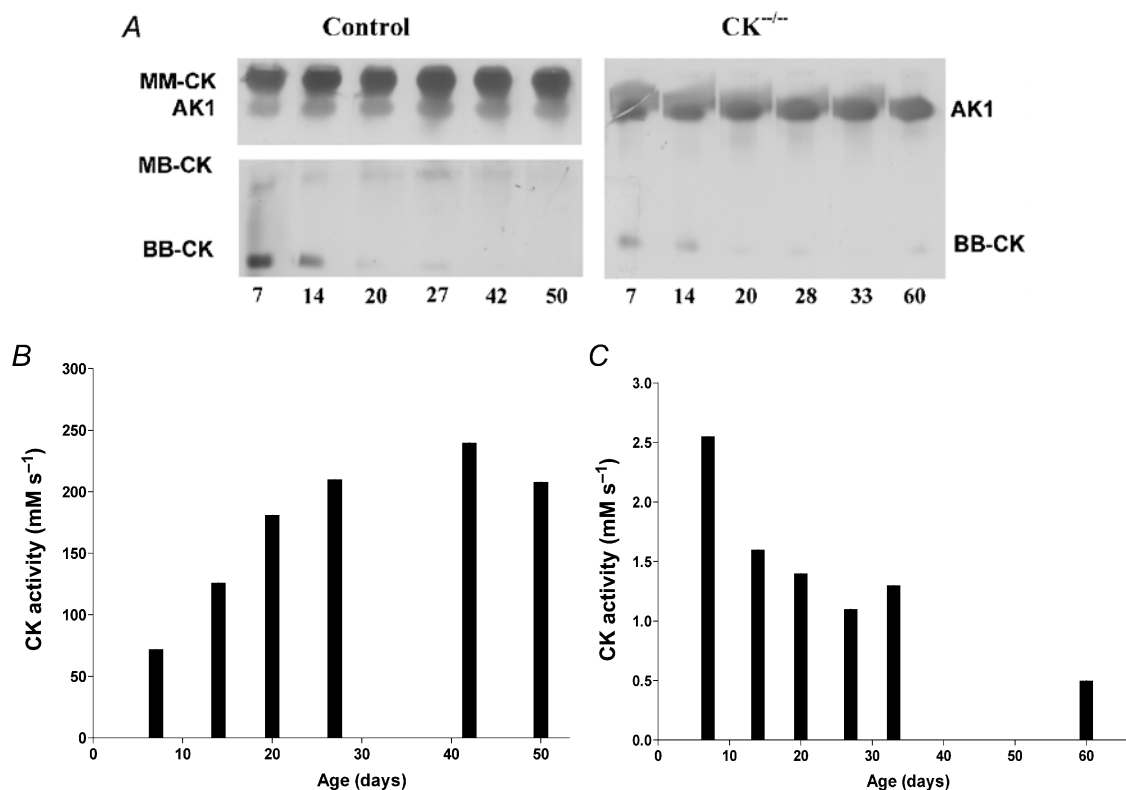 A
Control
CK--/--
MM-CK
AK1
MB-CK
BB-CK
7 14 20 27 42 50
AK1
BB-CK
7 14 20 28 33 60
B
300
250
200
150
100
50
0
CK activity (mM s−1)
0 10 20 30 40 50
Age (days)
C
3.0
2.5
2.0
1.5
1.0
0.5
0.0
CK activity (mM s−1)
0 10 20 30 40 50 60
Age (days)